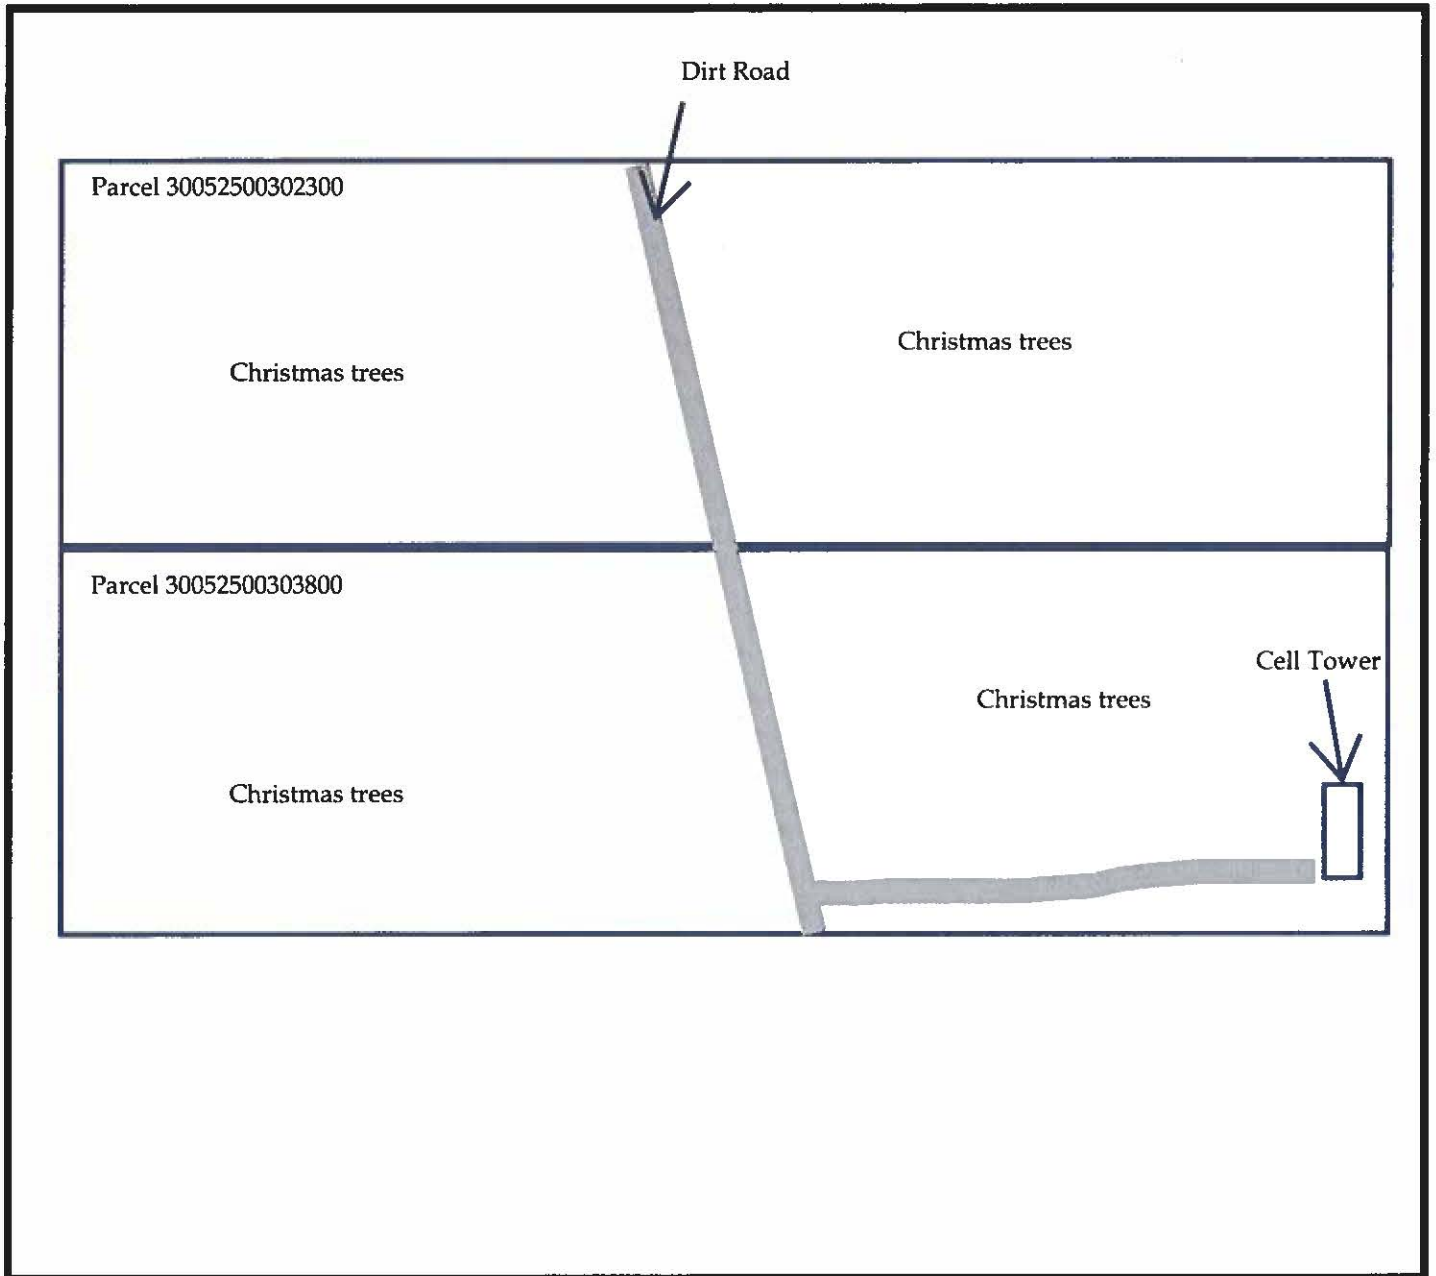 Dirt Road
Parcel 30052500302300
Christmas trees
Christmas trees
Parcel 30052500303800
Cell Tower
Christmas trees
Christmas trees